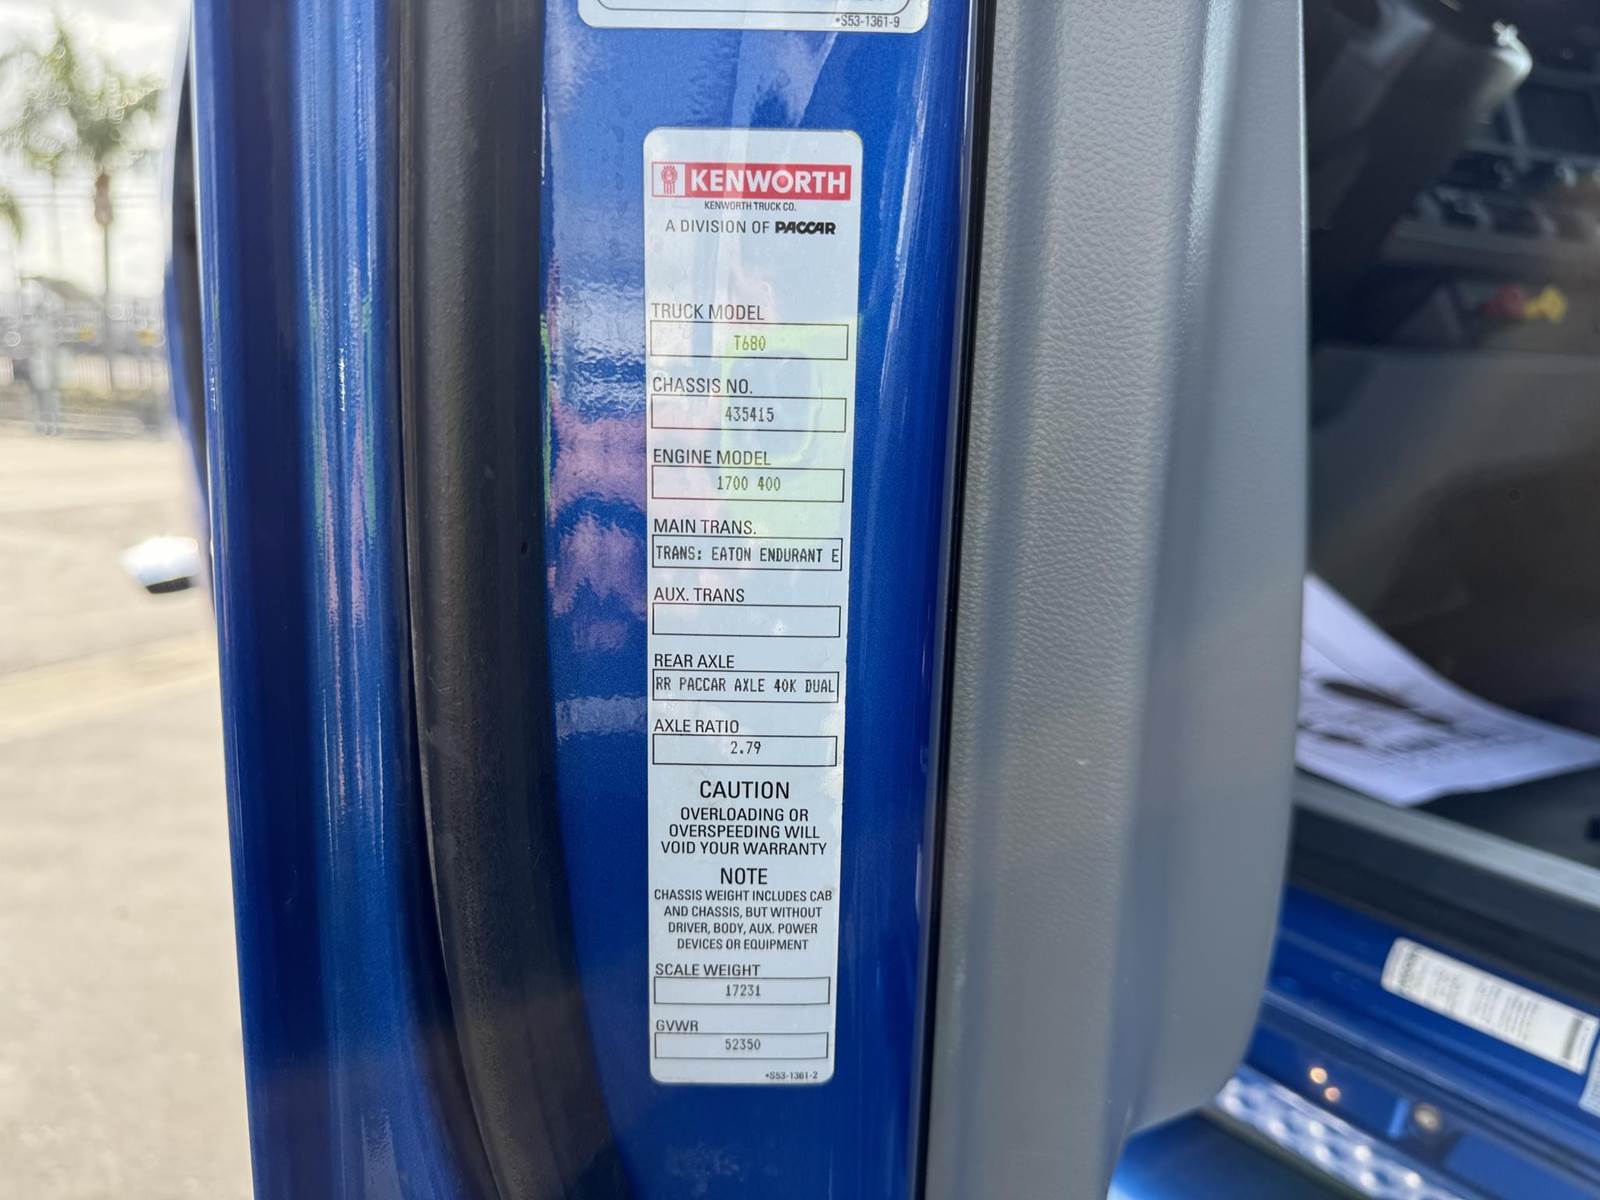 *S53-1361-9
KENWORTH
KENWORTH TRUCK CO.
A DIVISION OF PACCAR
TRUCK MODEL
T680
CHASSIS NO.
435415
ENGINE MODEL
1700 400
MAIN TRANS.
TRANS: EATON ENDURANT E
AUX. TRANS
REAR AXLE
RR PACCAR AXLE 40K DUAL
AXLE RATIO
2.79
CAUTION
OVERLOADING OR
OVERSPEEDING WILL
VOID YOUR WARRANTY
NOTE
CHASSIS WEIGHT INCLUDES CAB
AND CHASSIS, BUT WITHOUT
DRIVER, BODY, AUX. POWER
DEVICES OR EQUIPMENT
SCALE WEIGHT
17231
GVWR
52350
*S53-1361-2